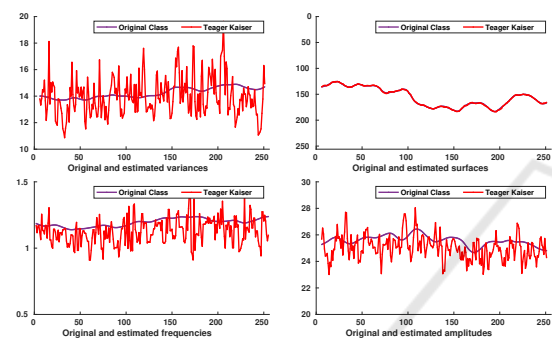 Original Class Teager Kaiser
20
18
16
14
12
10
0 50 100 150 200 250
Original and estimated variances
Original Class Teager Kaiser
0
50
100
150
200
250
0 50 100 150 200 250
Original and estimated surfaces
Original Class Teager Kaiser
1.5
1
0.5
0 50 100 150 200 250
Original and estimated frequencies
Original Class Teager Kaiser
30
28
26
24
22
20
0 50 100 150 200 250
Original and estimated amplitudes